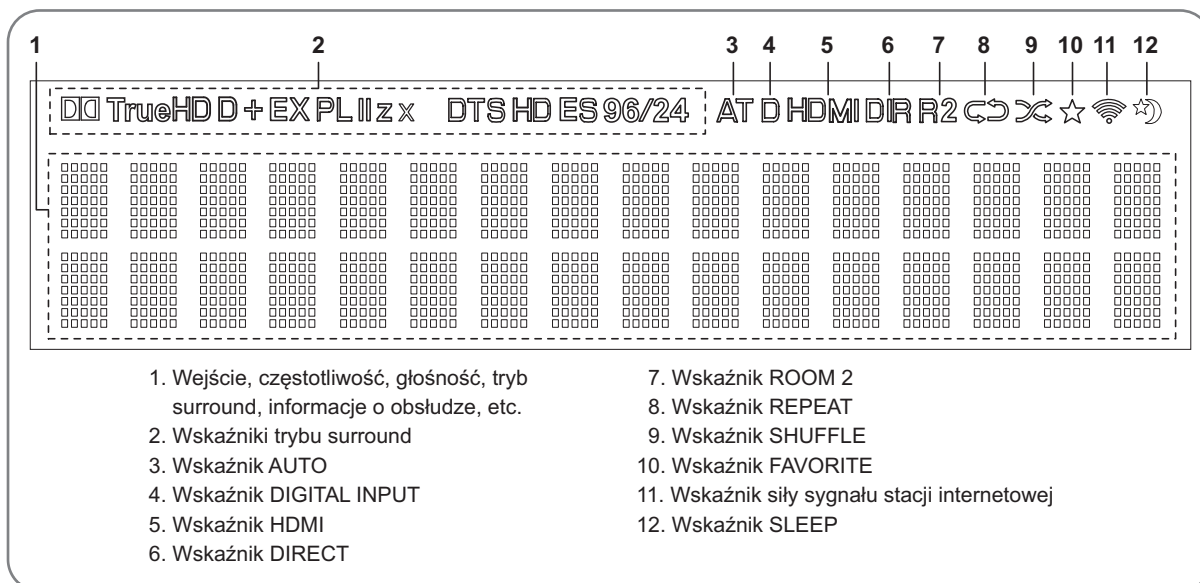 1 2 3 4 5 6 7 8 9 10 11 12
TrueHD D + EX PL II z x DTS HD ES 96/24 AT D HDMI DIR R2
1. Wejście, częstotliwość, głośność, tryb
surround, informacje o obsłudze, etc.
2. Wskaźniki trybu surround
3. Wskaźnik AUTO
4. Wskaźnik DIGITAL INPUT
5. Wskaźnik HDMI
6. Wskaźnik DIRECT
7. Wskaźnik ROOM 2
8. Wskaźnik REPEAT
9. Wskaźnik SHUFFLE
10. Wskaźnik FAVORITE
11. Wskaźnik siły sygnału stacji internetowej
12. Wskaźnik SLEEP